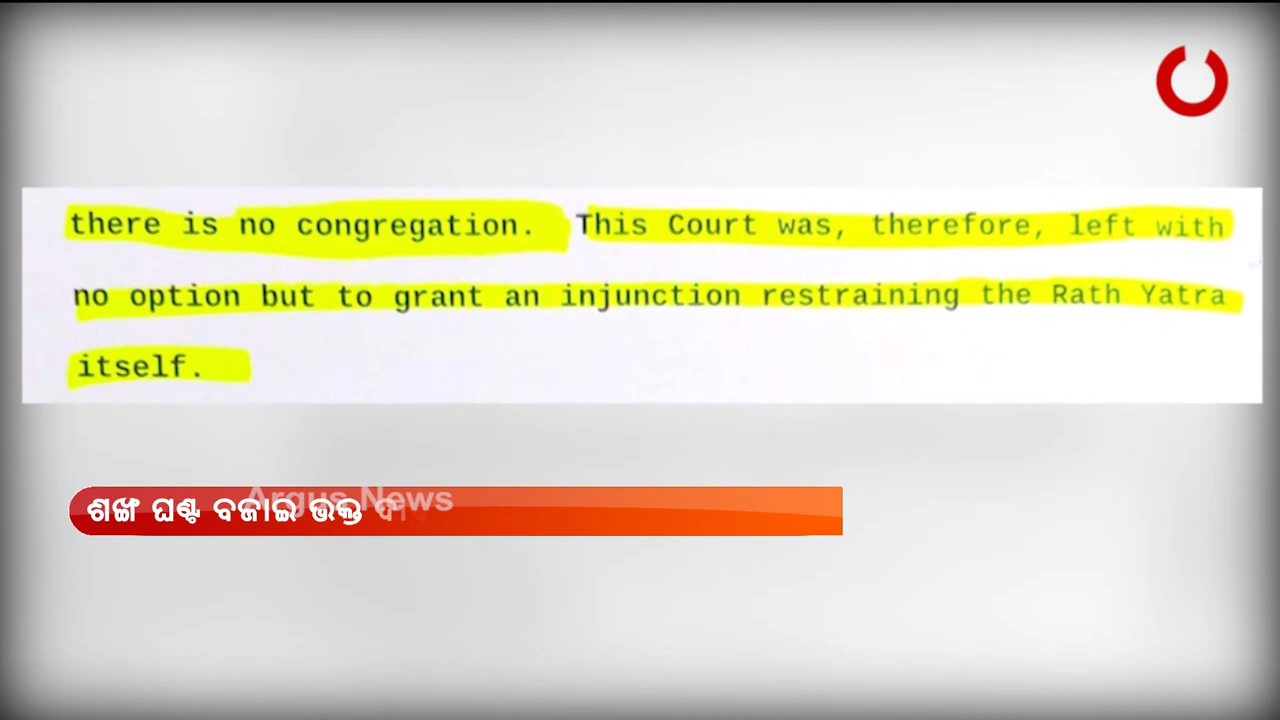 there is no congregation. This Court was, therefore, left with
no option but to grant an injunction restraining the Rath Yatra
itself.
Argus News
ଶଙ୍ଖ ଘଣ୍ଟ ବଜାଇ ଭକ୍ତ